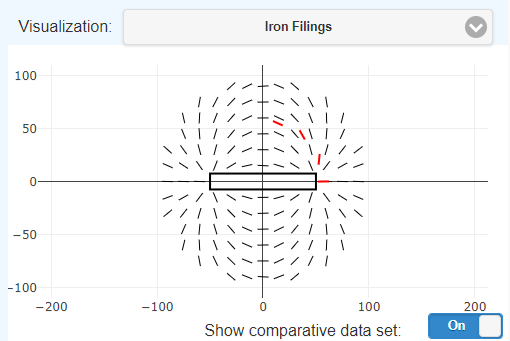 Visualization: Iron Filings
100
50
0
−50
−100
−200 −100 0 100 200
Show comparative data set: On